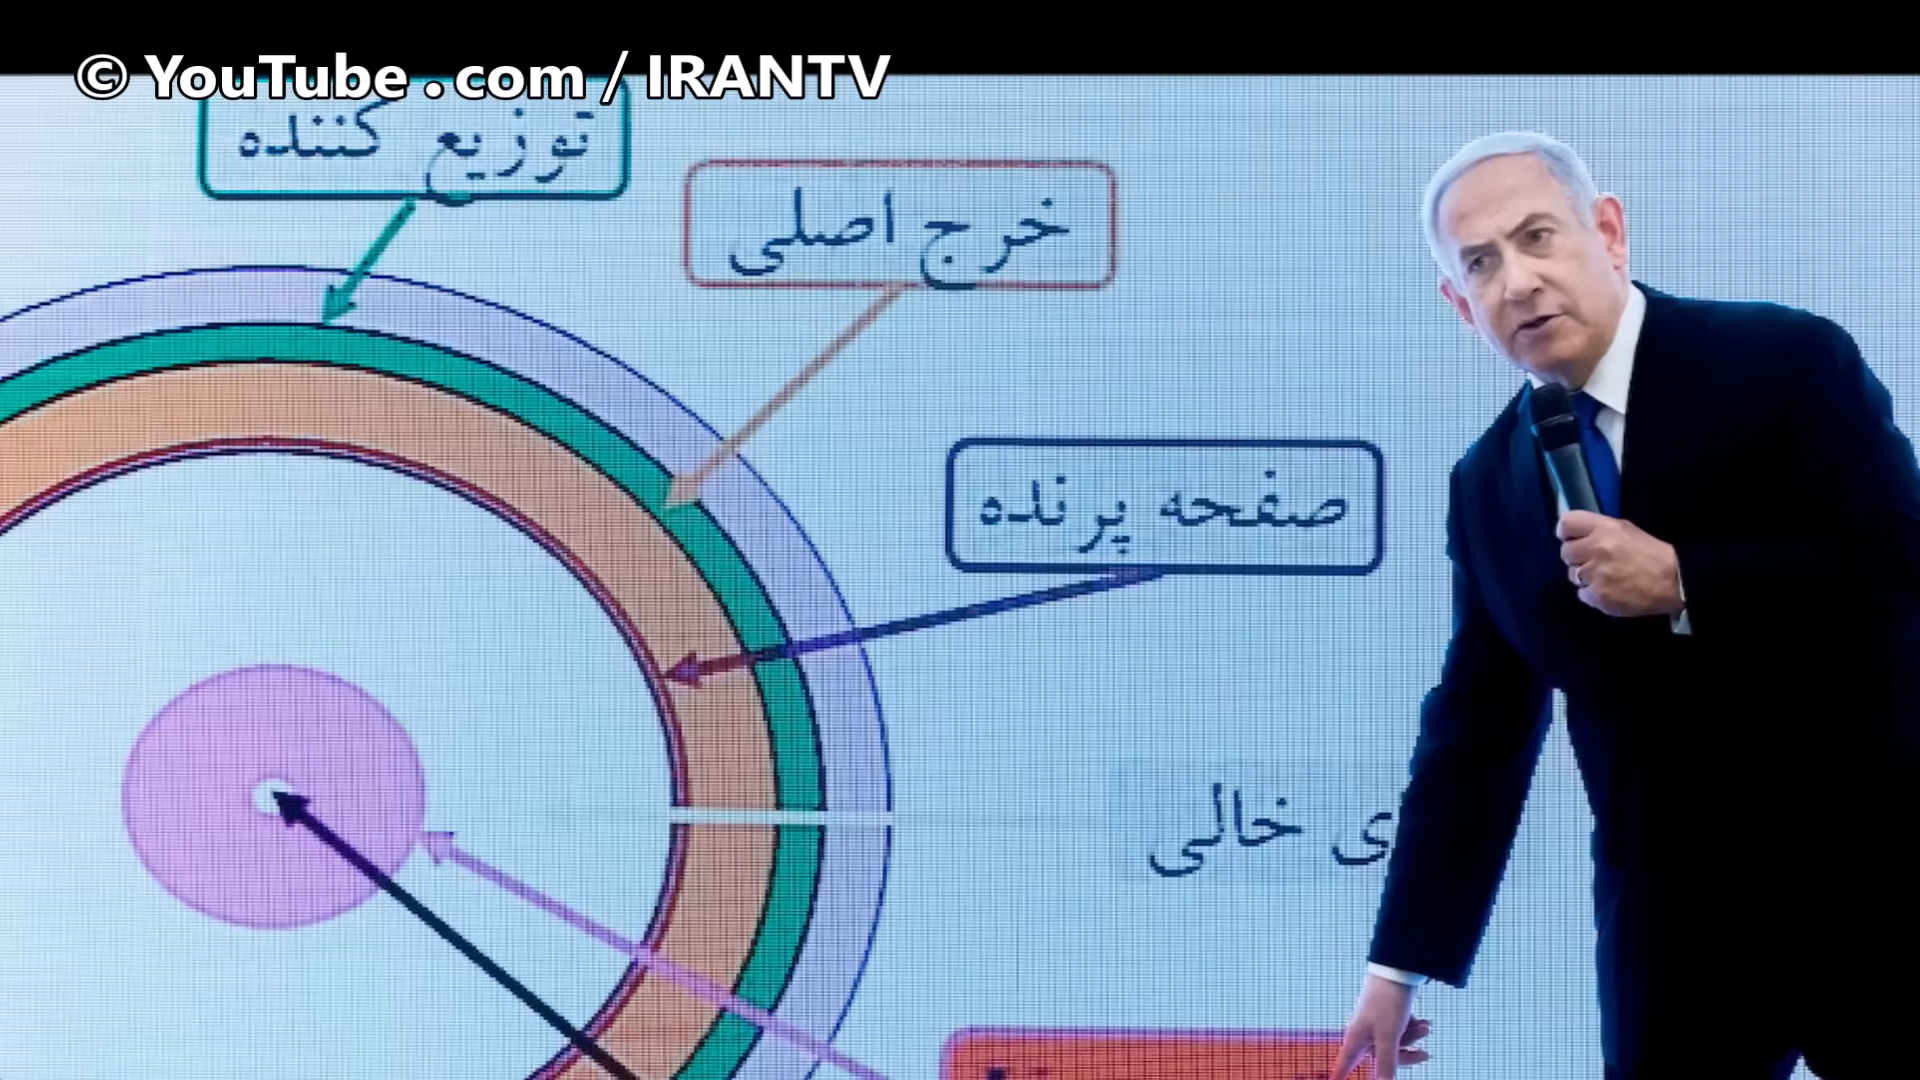 © YouTube . com / IRANTV
توزیع کننده
خرج اصلی
صفحه پرنده
ی خالی